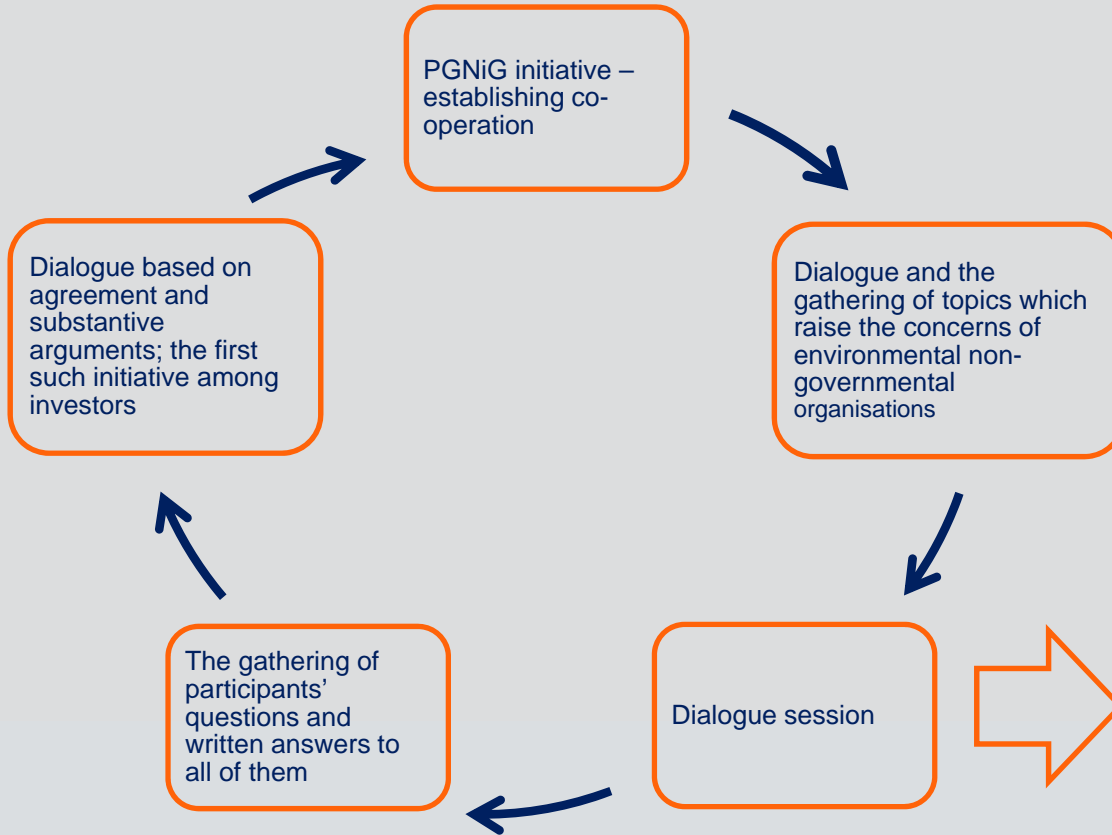 PGNiG initiative –
establishing co-
operation
Dialogue and the
gathering of topics which
raise the concerns of
environmental non-
governmental
organisations
Dialogue session
The gathering of
participants’
questions and
written answers to
all of them
Dialogue based on
agreement and
substantive
arguments; the first
such initiative among
investors